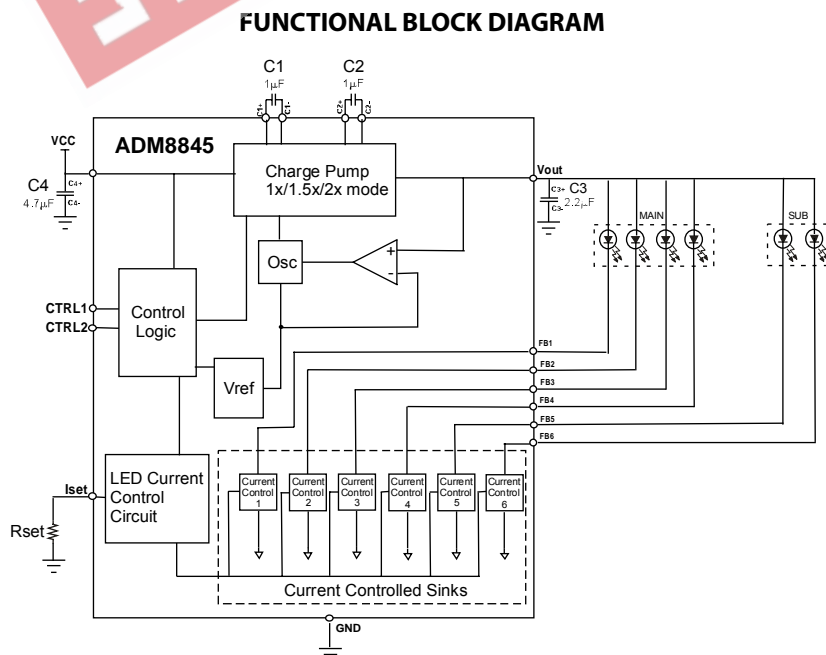 FUNCTIONAL BLOCK DIAGRAM
C1
1µF
C2
1µF
C1+
C1-
C2+
C2-
VCC
ADM8845
C4
4.7µF
C4+
C4-
Charge Pump
1x/1.5x/2x mode
Vout
C3+
C3-
C3
2.2µF
MAIN
SUB
Osc
+
-
CTRL1
CTRL2
Control
Logic
Vref
FB1
FB2
FB3
FB4
FB5
FB6
Iset
Rset
LED Current
Control
Circuit
Current
Control
1
Current
Control
2
Current
Control
3
Current
Control
4
Current
Control
5
Current
Control
6
Current Controlled Sinks
GND